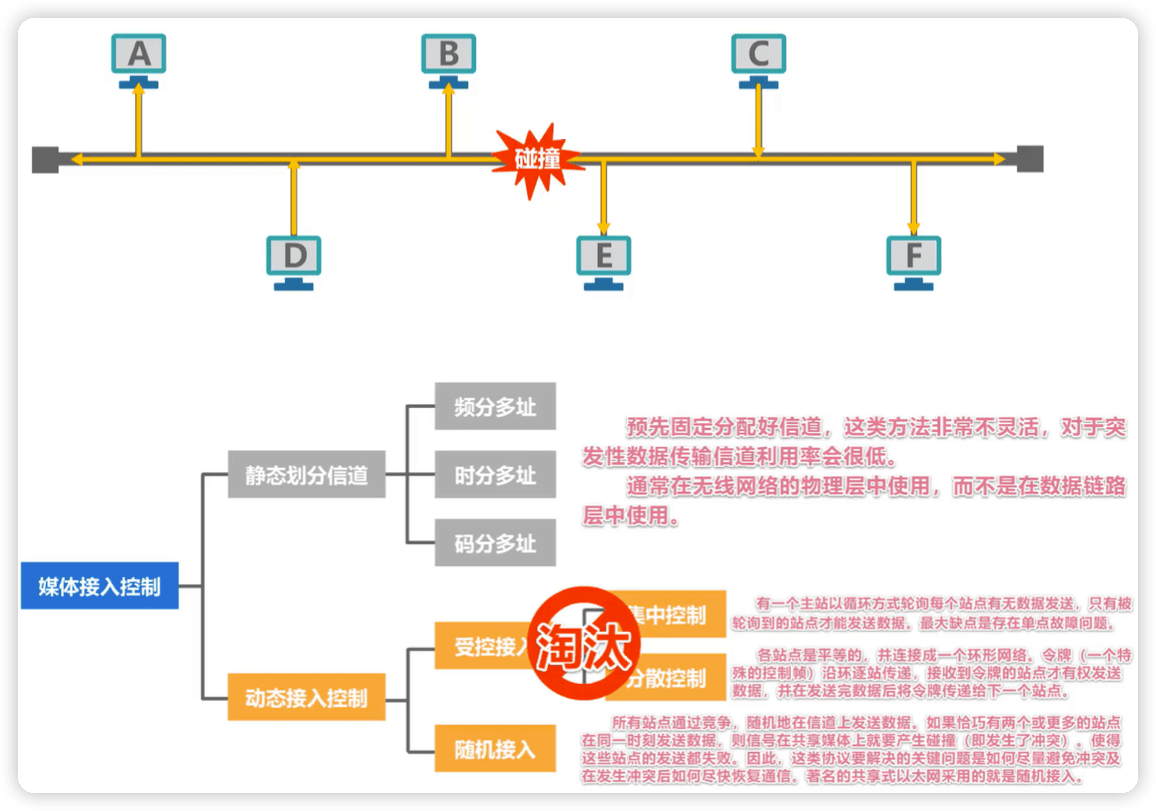 A
B
C
碰撞
D
E
F
频分多址
静态划分信道
时分多址
码分多址
预先固定分配好信道，这类方法非常不灵活，对于突
发性数据传输信道利用率会很低。
通常在无线网络的物理层中使用，而不是在数据链路
层中使用。
媒体接入控制
动态接入控制
受控接入
淘汰
集中控制
有一个主站以循环方式轮询每个站点有无数据发送，只有被
轮询到的站点才能发送数据。最大缺点是存在单点故障问题。
分散控制
各站点是平等的，并连接成一个环形网络。令牌（一个特
殊的控制帧）沿环逐站传递，接收到令牌的站点才有权发送
数据，并在发送完数据后将令牌传递给下一个站点。
随机接入
所有站点通过竞争，随机地在信道上发送数据。如果恰巧有两个或更多的站点
在同一时刻发送数据，则信号在共享媒体上就要产生碰撞（即发生了冲突）。使得
这些站点的发送都失败。因此，这类协议要解决的关键问题是如何尽量避免冲突及
在发生冲突后如何尽快恢复通信。著名的共享式以太网采用的就是随机接入。